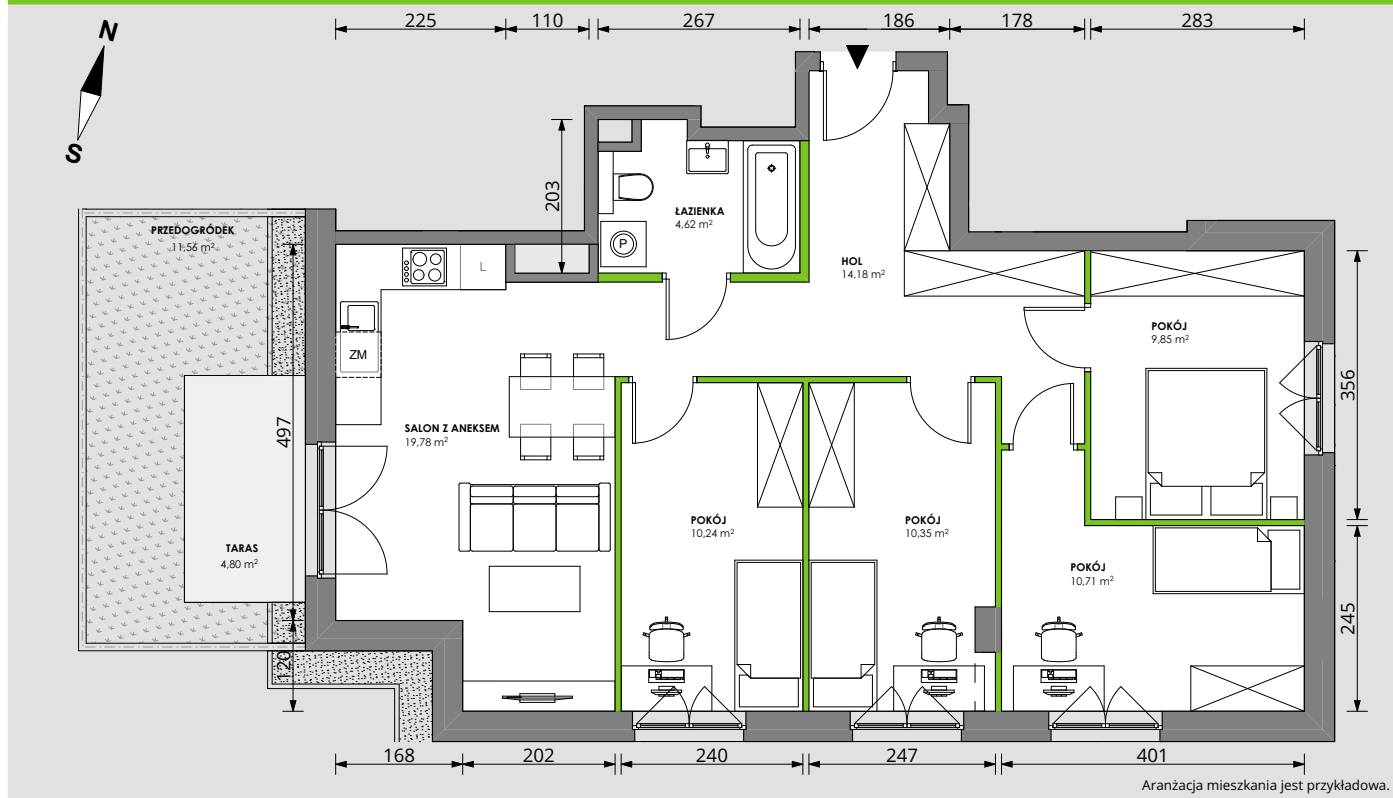 225
110
267
186
178
283
N
S
203
ŁAZIENKA
4,62 m²
P
PRZEDOGRÓDEK
11,56 m²
L
HOL
14,18 m²
ZM
POKÓJ
9,85 m²
356
497
SALON Z ANEKSEM
19,78 m²
POKÓJ
10,24 m²
POKÓJ
10,35 m²
TARAS
4,80 m²
POKÓJ
10,71 m²
245
120
168
202
240
247
401
Aranżacja mieszkania jest przykładowa.